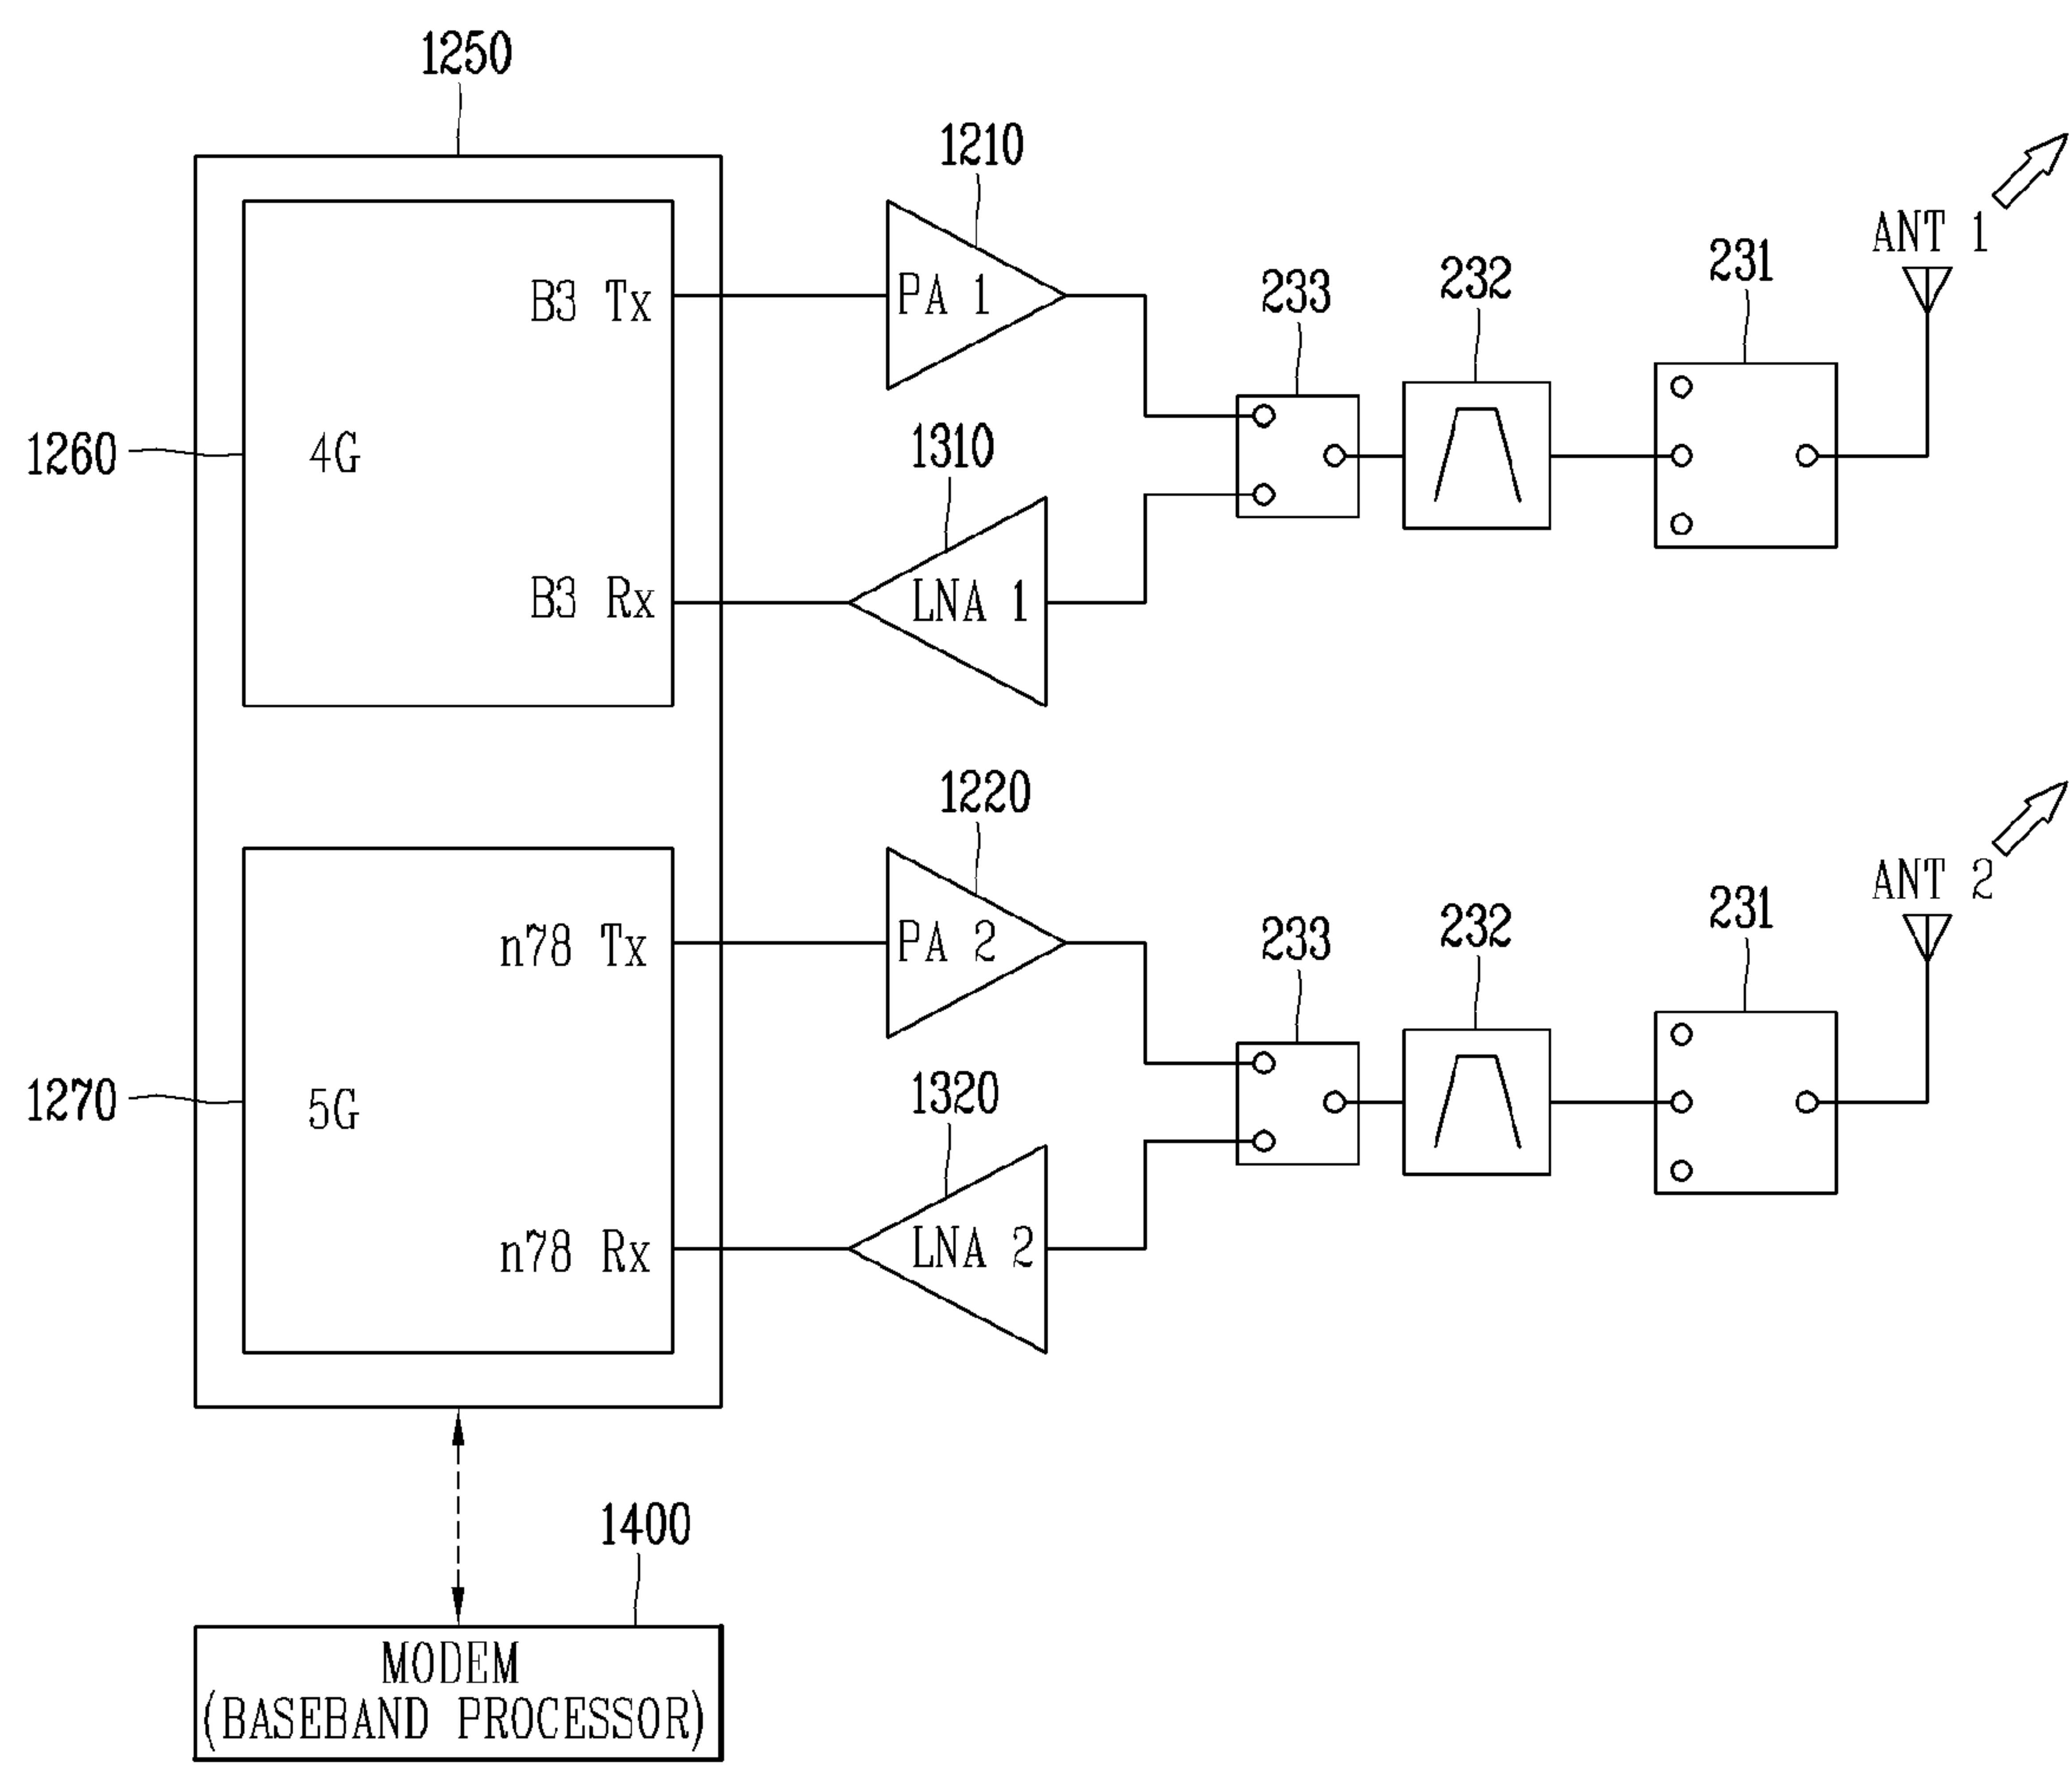 1250
1210
ANT 1
231
232
233
B3 Tx
PA 1
1310
1260
4G
B3 Rx
LNA 1
1220
ANT 2
231
232
233
n78 Tx
PA 2
1320
1270
5G
n78 Rx
LNA 2
1400
MODEM
(BASEBAND PROCESSOR)